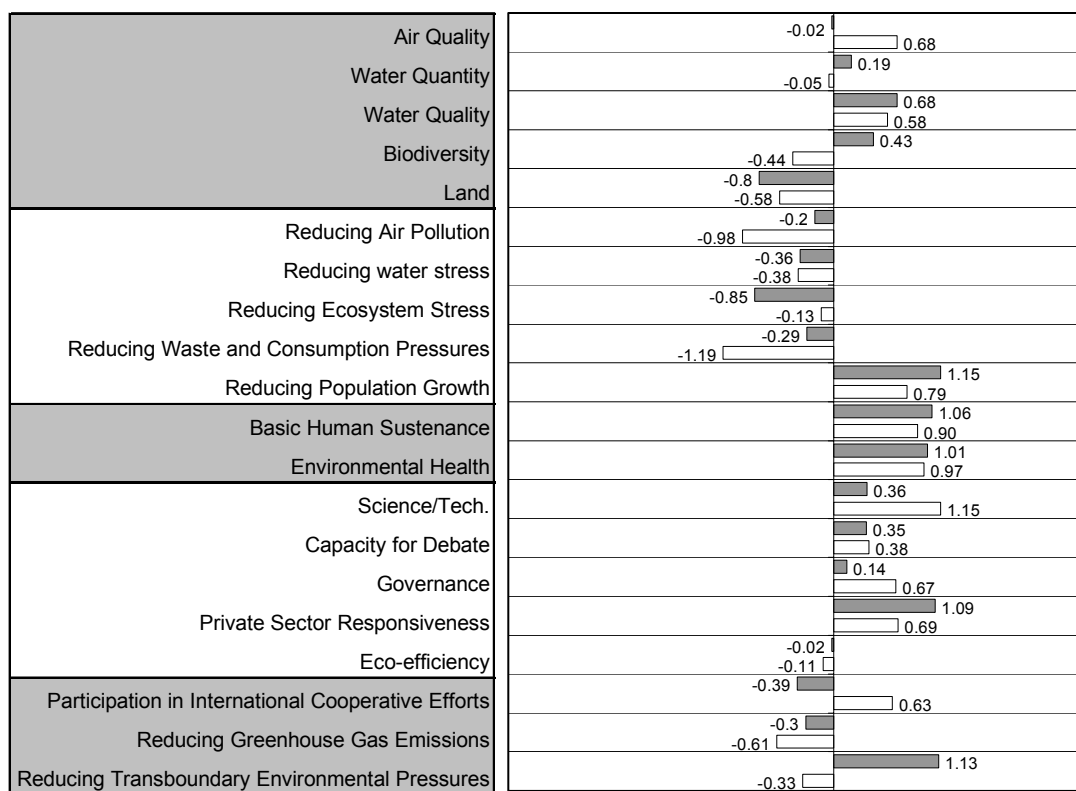 Air Quality
-0.02
0.68
Water Quantity
0.19
-0.05
Water Quality
0.68
0.58
Biodiversity
0.43
-0.44
Land
-0.8
-0.58
Reducing Air Pollution
-0.2
-0.98
Reducing water stress
-0.36
-0.38
Reducing Ecosystem Stress
-0.85
-0.13
Reducing Waste and Consumption Pressures
-0.29
-1.19
Reducing Population Growth
1.15
0.79
Basic Human Sustenance
1.06
0.90
Environmental Health
1.01
0.97
Science/Tech.
0.36
1.15
Capacity for Debate
0.35
0.38
Governance
0.14
0.67
Private Sector Responsiveness
1.09
0.69
Eco-efficiency
-0.02
-0.11
Participation in International Cooperative Efforts
-0.39
0.63
Reducing Greenhouse Gas Emissions
-0.3
-0.61
Reducing Transboundary Environmental Pressures
1.13
-0.33